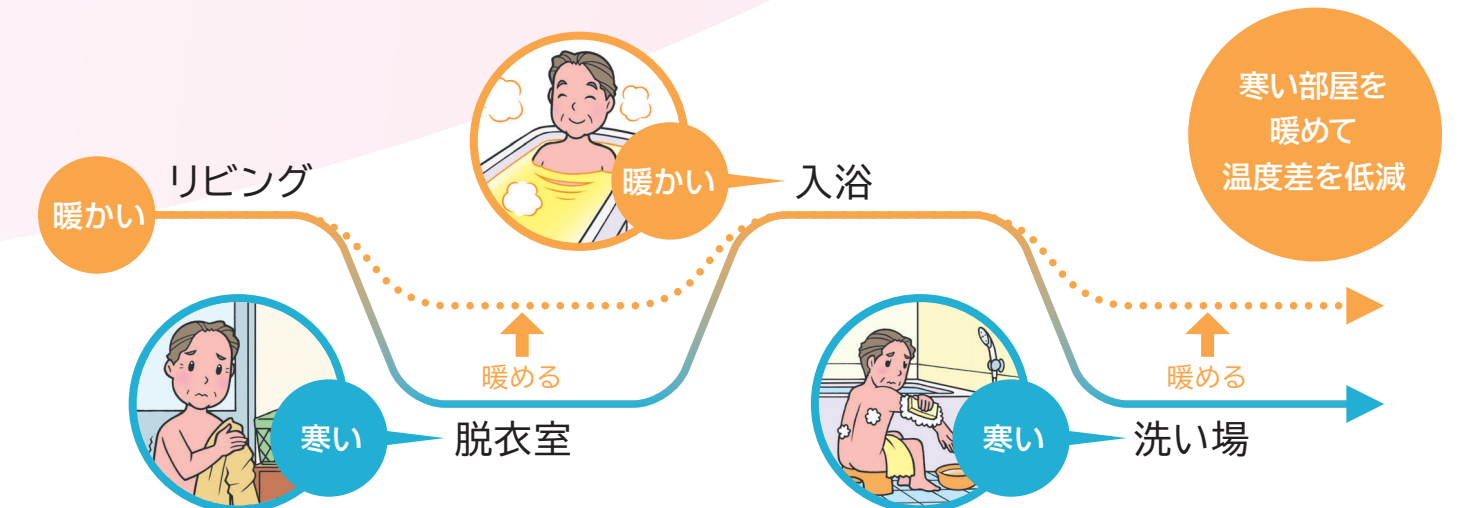 暖かい
リビング
暖かい
入浴
寒い部屋を
暖めて
温度差を低減
暖める
暖める
寒い
脱衣室
寒い
洗い場